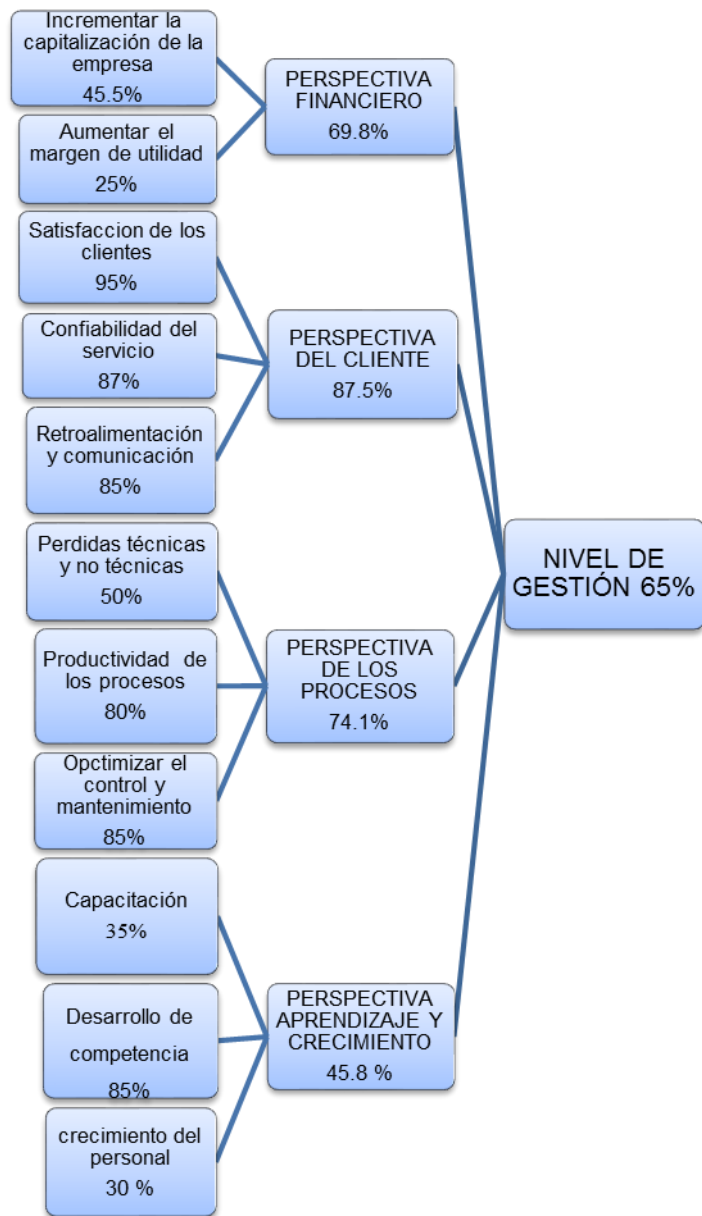 Incrementar la
capitalización de la
empresa
45.5%
Aumentar el
margen de utilidad
25%
PERSPECTIVA
FINANCIERO
69.8%
Satisfaccion de los
clientes
95%
Confiabilidad del
servicio
87%
Retroalimentación
y comunicación
85%
PERSPECTIVA
DEL CLIENTE
87.5%
Perdidas técnicas
y no técnicas
50%
Productividad de
los procesos
80%
Opctimizar el
control y
mantenimiento
85%
PERSPECTIVA
DE LOS
PROCESOS
74.1%
Capacitación
35%
Desarrollo de
competencia
85%
crecimiento del
personal
30 %
PERSPECTIVA
APRENDIZAJE Y
CRECIMIENTO
45.8 %
NIVEL DE
GESTIÓN 65%